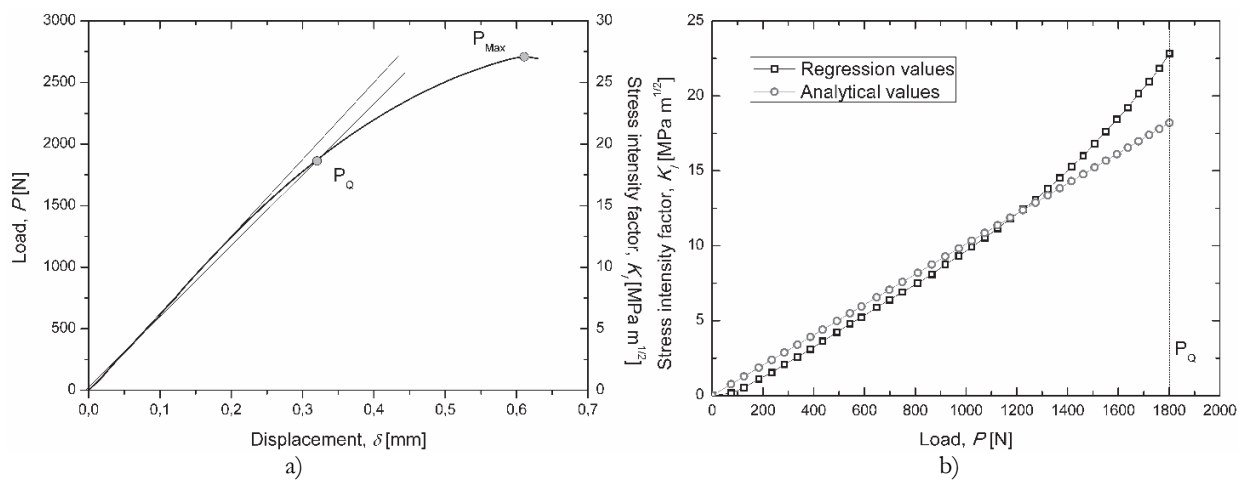 3000
2500
2000
1500
1000
500
0
Load, P [N]
P Max
P Q
30
25
20
15
10
5
0
Stress intensity factor, K_I [MPa m^1/2]
0,0 0,1 0,2 0,3 0,4 0,5 0,6 0,7
Displacement, δ [mm]
a)
25
20
15
10
5
0
Stress intensity factor, K_I [MPa m^1/2]
Regression values
Analytical values
P Q
0 200 400 600 800 1000 1200 1400 1600 1800 2000
Load, P [N]
b)